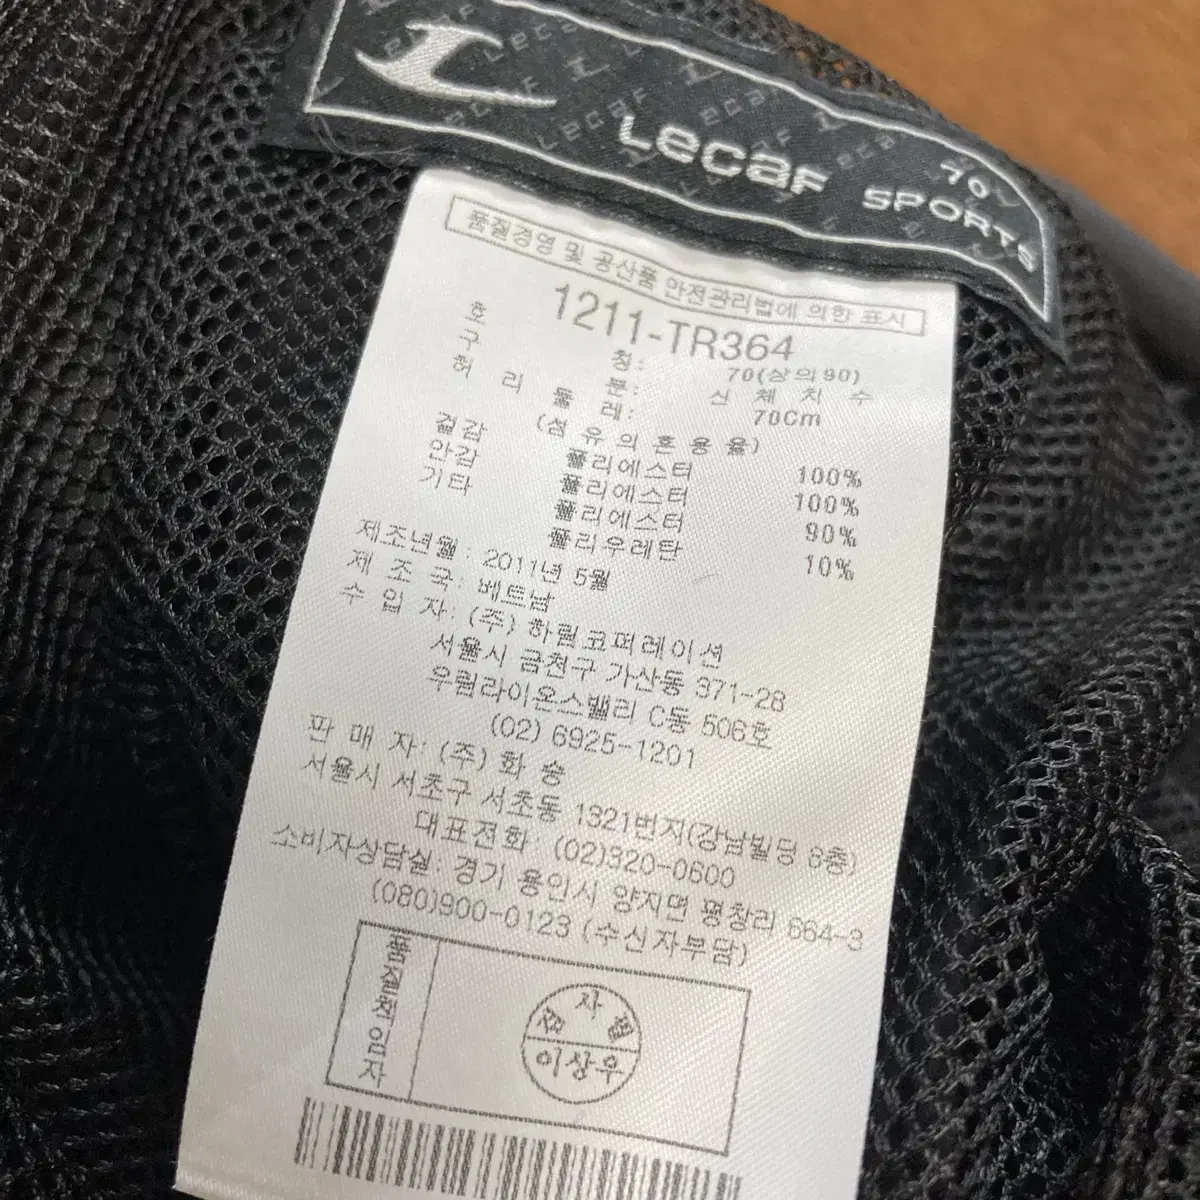 Lecaf SPORTS
70
품질경영 및 공산품 안전관리법에 의한 표시
1211-TR364
호 칭: 70(상의90)
구 분: 신 체 치 수
허 리 둘 레: 70Cm
(섬 유 의 혼 용 율)
겉감 폴리에스터 100%
안감 폴리에스터 100%
기타 폴리에스터 90%
폴리우레탄 10%
제조년월: 2011년 5월
제 조 국: 베트남
수 입 자: (주) 하림코퍼레이션
서울시 금천구 가산동 371-28
우림라이온스밸리 C동 506호
(02) 6925-1201
판 매 자: (주) 화 승
서울시 서초구 서초동 1321번지(강남빌딩 8층)
대표전화 (02)320-0600
소비자상담실: 경기 용인시 양지면 평창리 664-3
(080)900-0123 (수신자부담)
품질책임자
사 별
이상우